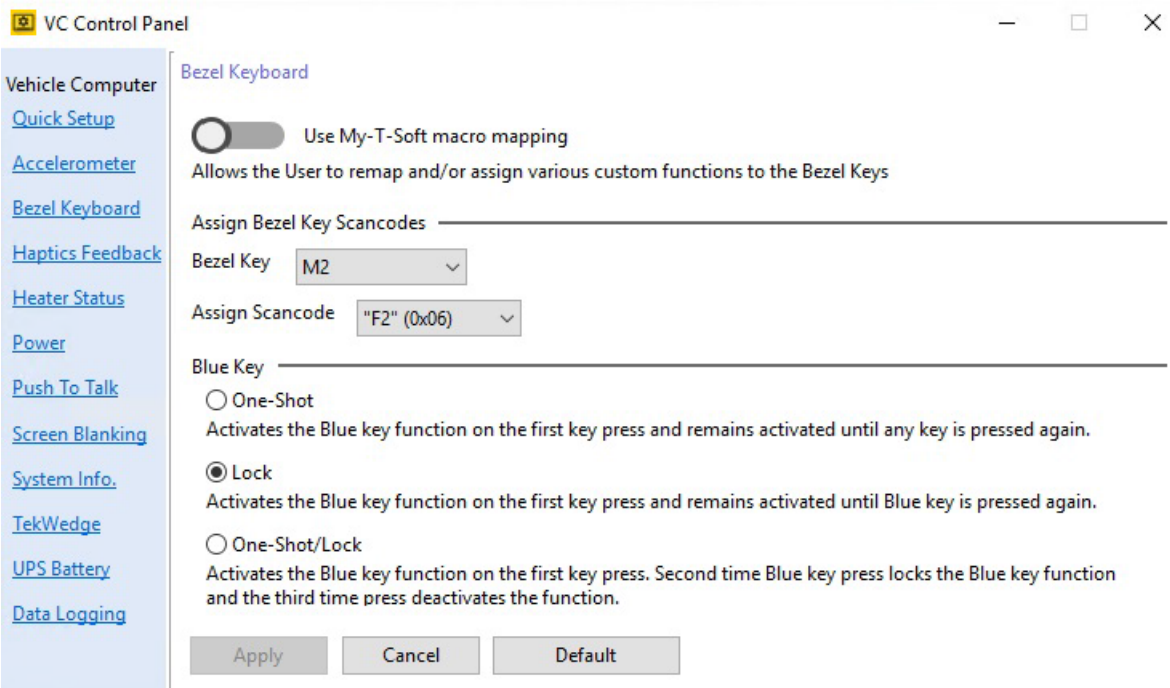 VC Control Panel
Vehicle Computer
Quick Setup
Accelerometer
Bezel Keyboard
Haptics Feedback
Heater Status
Power
Push To Talk
Screen Blanking
System Info.
TekWedge
UPS Battery
Data Logging
Bezel Keyboard
Use My-T-Soft macro mapping
Allows the User to remap and/or assign various custom functions to the Bezel Keys
Assign Bezel Key Scancodes
Bezel Key M2
Assign Scancode "F2" (0x06)
Blue Key
One-Shot
Activates the Blue key function on the first key press and remains activated until any key is pressed again.
Lock
Activates the Blue key function on the first key press and remains activated until Blue key is pressed again.
One-Shot/Lock
Activates the Blue key function on the first key press. Second time Blue key press locks the Blue key function
and the third time press deactivates the function.
Apply Cancel Default